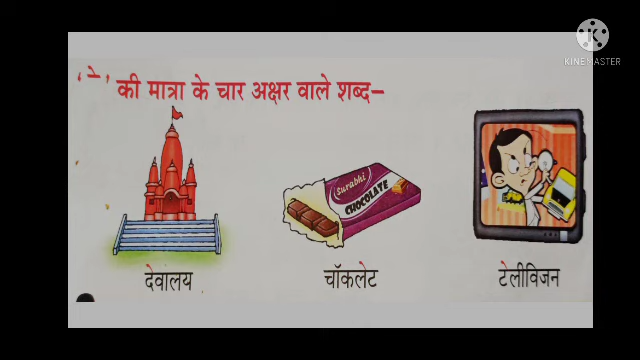 ' े ' की मात्रा के चार अक्षर वाले शब्द–
K
KINEMASTER
Surabhi
CHOCOLATE
देवालय
चॉकलेट
टेलीविजन